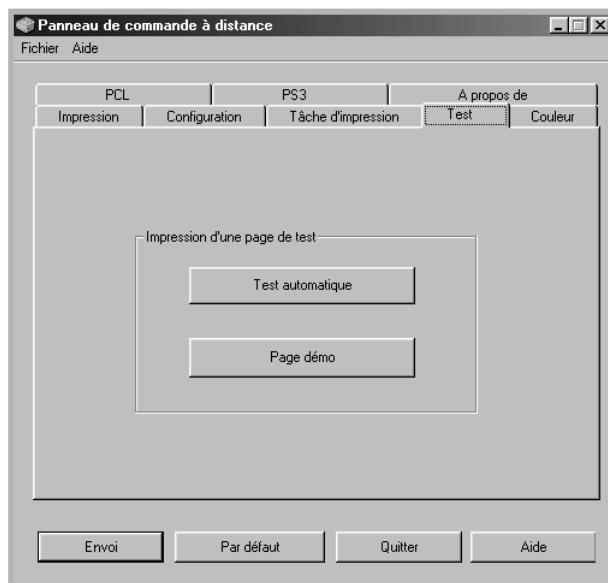 Panneau de commande à distance
Fichier Aide
PCL PS3 A propos de
Impression Configuration Tâche d'impression Test Couleur
Impression d'une page de test
Test automatique
Page démo
Envoi Par défaut Quitter Aide